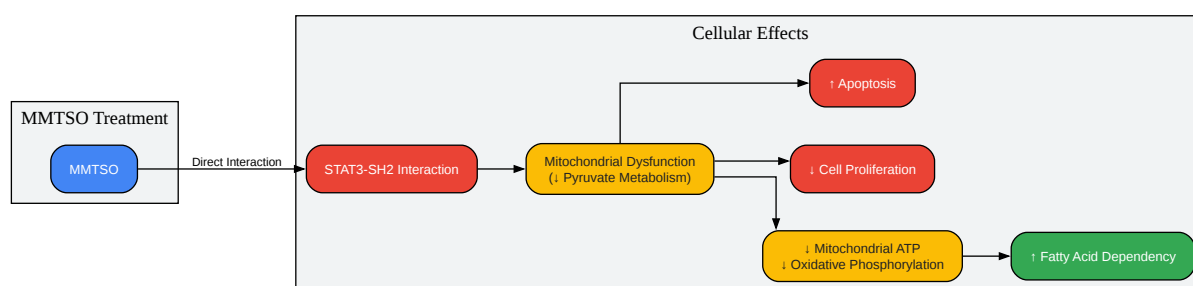 Cellular Effects
↑ Apoptosis
MMTSO Treatment
MMTSO
Direct Interaction
STAT3-SH2 Interaction
Mitochondrial Dysfunction
(↓ Pyruvate Metabolism)
↓ Cell Proliferation
↓ Mitochondrial ATP
↓ Oxidative Phosphorylation
↑ Fatty Acid Dependency